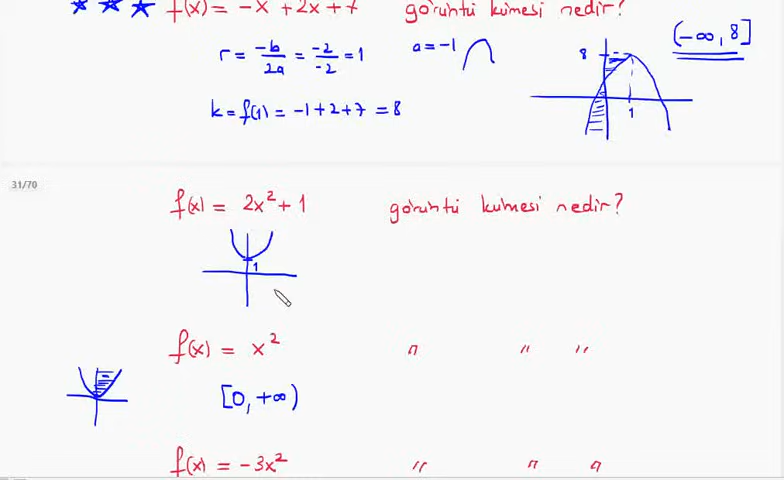 f(x) = -x + 2x + 7 görüntü kümesi nedir?
r = -b/2a = -2/-2 = 1 a = -1 8 1 (-∞, 8]
k = f(1) = -1 + 2 + 7 = 8
31/70
f(x) = 2x² + 1 görüntü kümesi nedir?
1
f(x) = x² " " "
[0, +∞)
f(x) = -3x² " " "